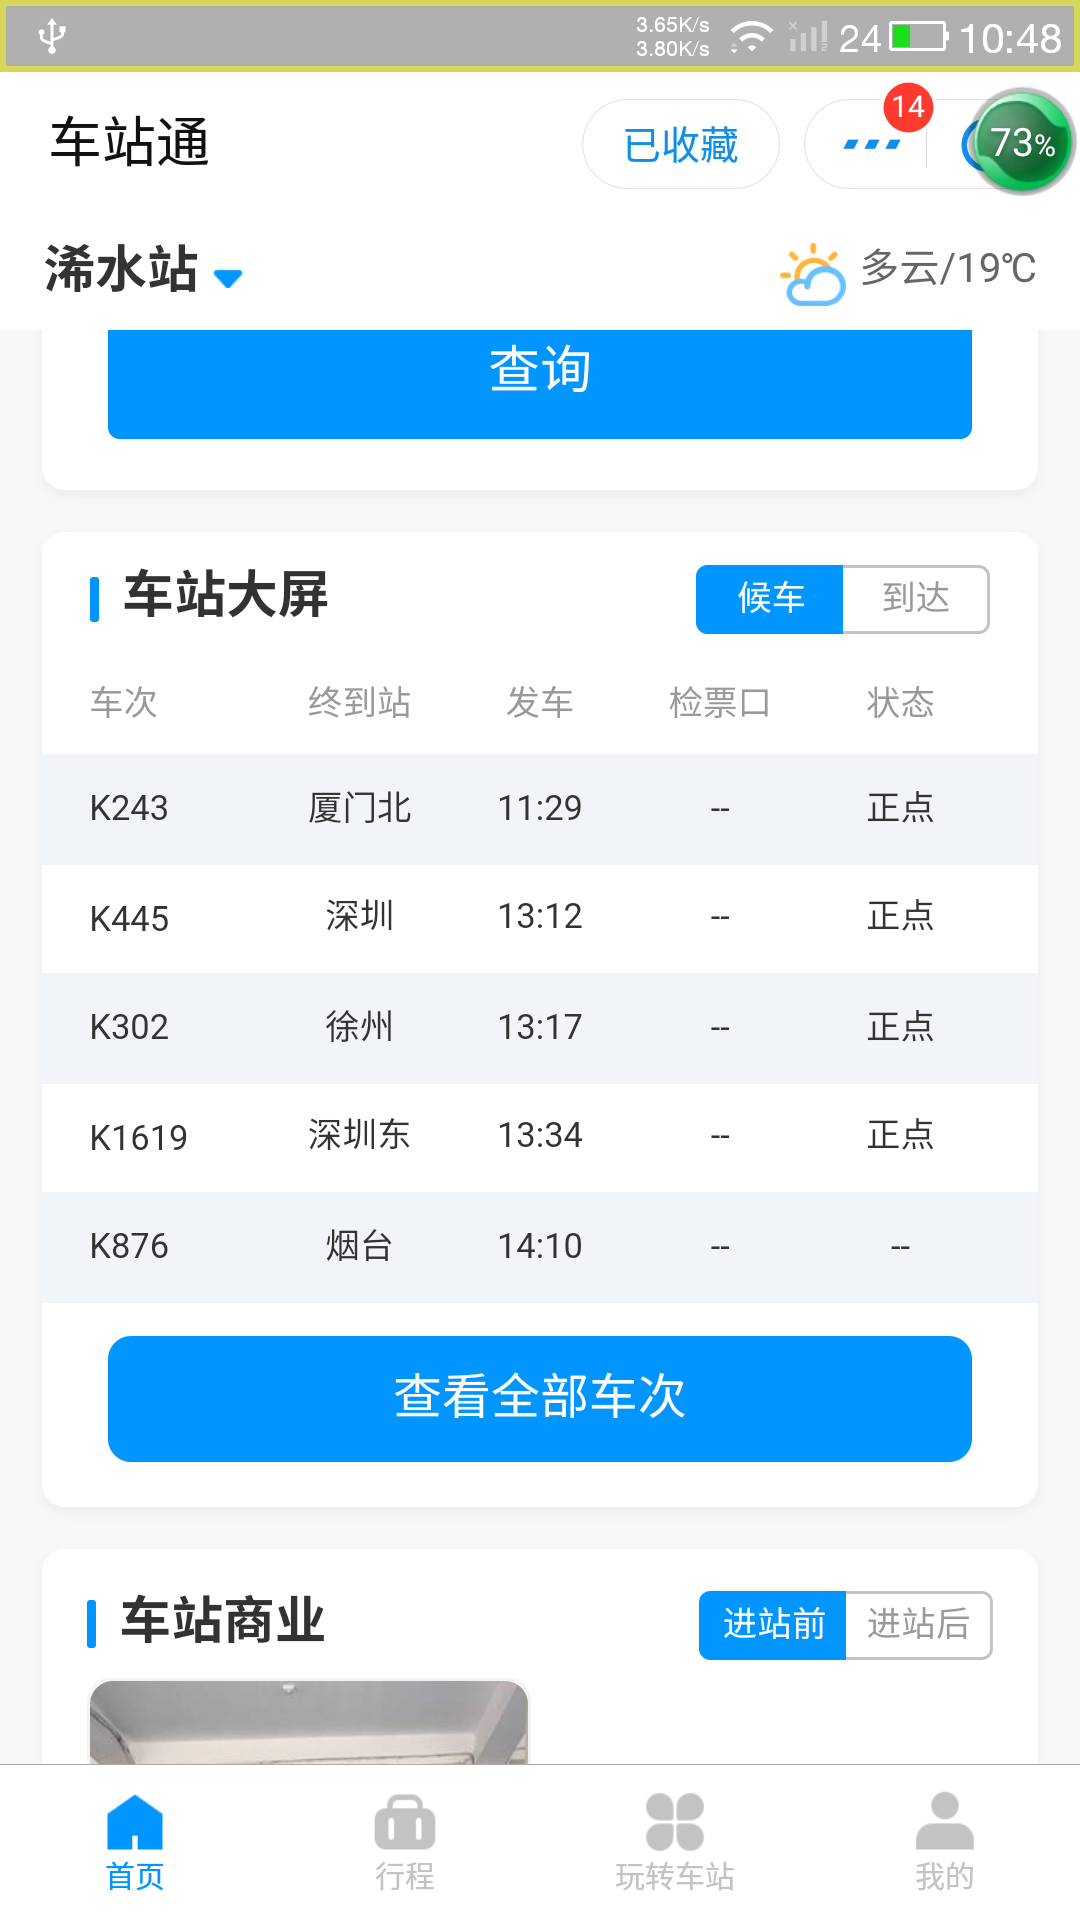 3.65K/s
3.80K/s
24
10:48
车站通
已收藏
14
73%
浠水站
多云/19℃
查询
车站大屏
候车 到达
车次 终到站 发车 检票口 状态
K243 厦门北 11:29 -- 正点
K445 深圳 13:12 -- 正点
K302 徐州 13:17 -- 正点
K1619 深圳东 13:34 -- 正点
K876 烟台 14:10 -- --
查看全部车次
车站商业
进站前 进站后
首页 行程 玩转车站 我的